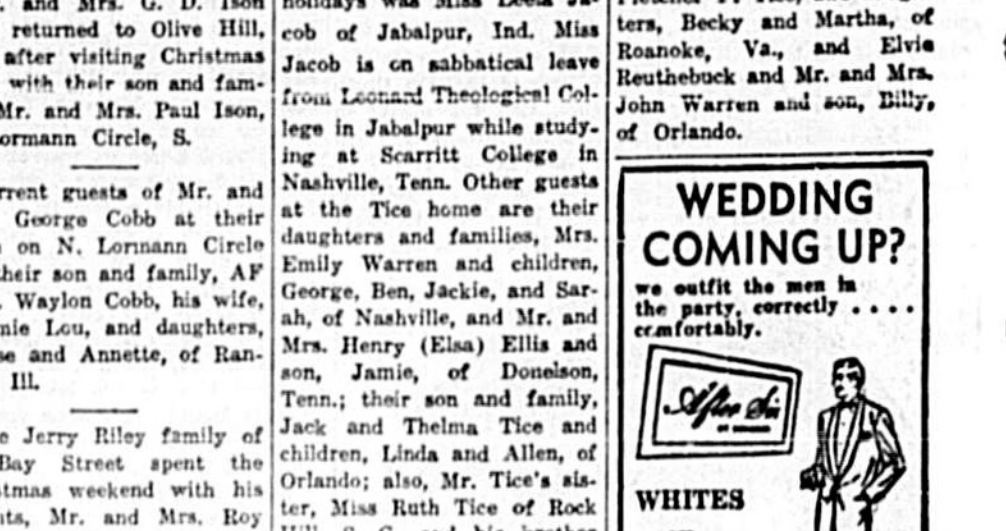 and Mrs. G. D. Ison
returned to Olive Hill,
after visiting Christmas
with their son and fam-
Mr. and Mrs. Paul Ison,
ormann Circle, S.
rrent guests of Mr. and
George Cobb at their
on N. Lormann Circle
their son and family, AF
Waylon Cobb, his wife,
nie Lou, and daughters,
se and Annette, of Ran-
Ill.
e Jerry Riley family of
Bay Street spent the
stmas weekend with his
nts, Mr. and Mrs. Roy
holidays was Miss Leela Ja-
cob of Jabalpur, Ind. Miss
Jacob is on sabbatical leave
from Leonard Theological Col-
lege in Jabalpur while study-
ing at Scarritt College in
Nashville, Tenn. Other guests
at the Tice home are their
daughters and families, Mrs.
Emily Warren and children,
George, Ben, Jackie, and Sar-
ah, of Nashville, and Mr. and
Mrs. Henry (Elsa) Ellis and
son, Jamie, of Donelson,
Tenn.; their son and family,
Jack and Thelma Tice and
children, Linda and Allen, of
Orlando; also, Mr. Tice's sis-
ter, Miss Ruth Tice of Rock
ters, Becky and Martha, of
Roanoke, Va., and Elvie
Reuthebuck and Mr. and Mrs.
John Warren and son, Billy,
of Orlando.
WEDDING
COMING UP?
we outfit the men in
the party, correctly . . . .
comfortably.
After Six
WHITES